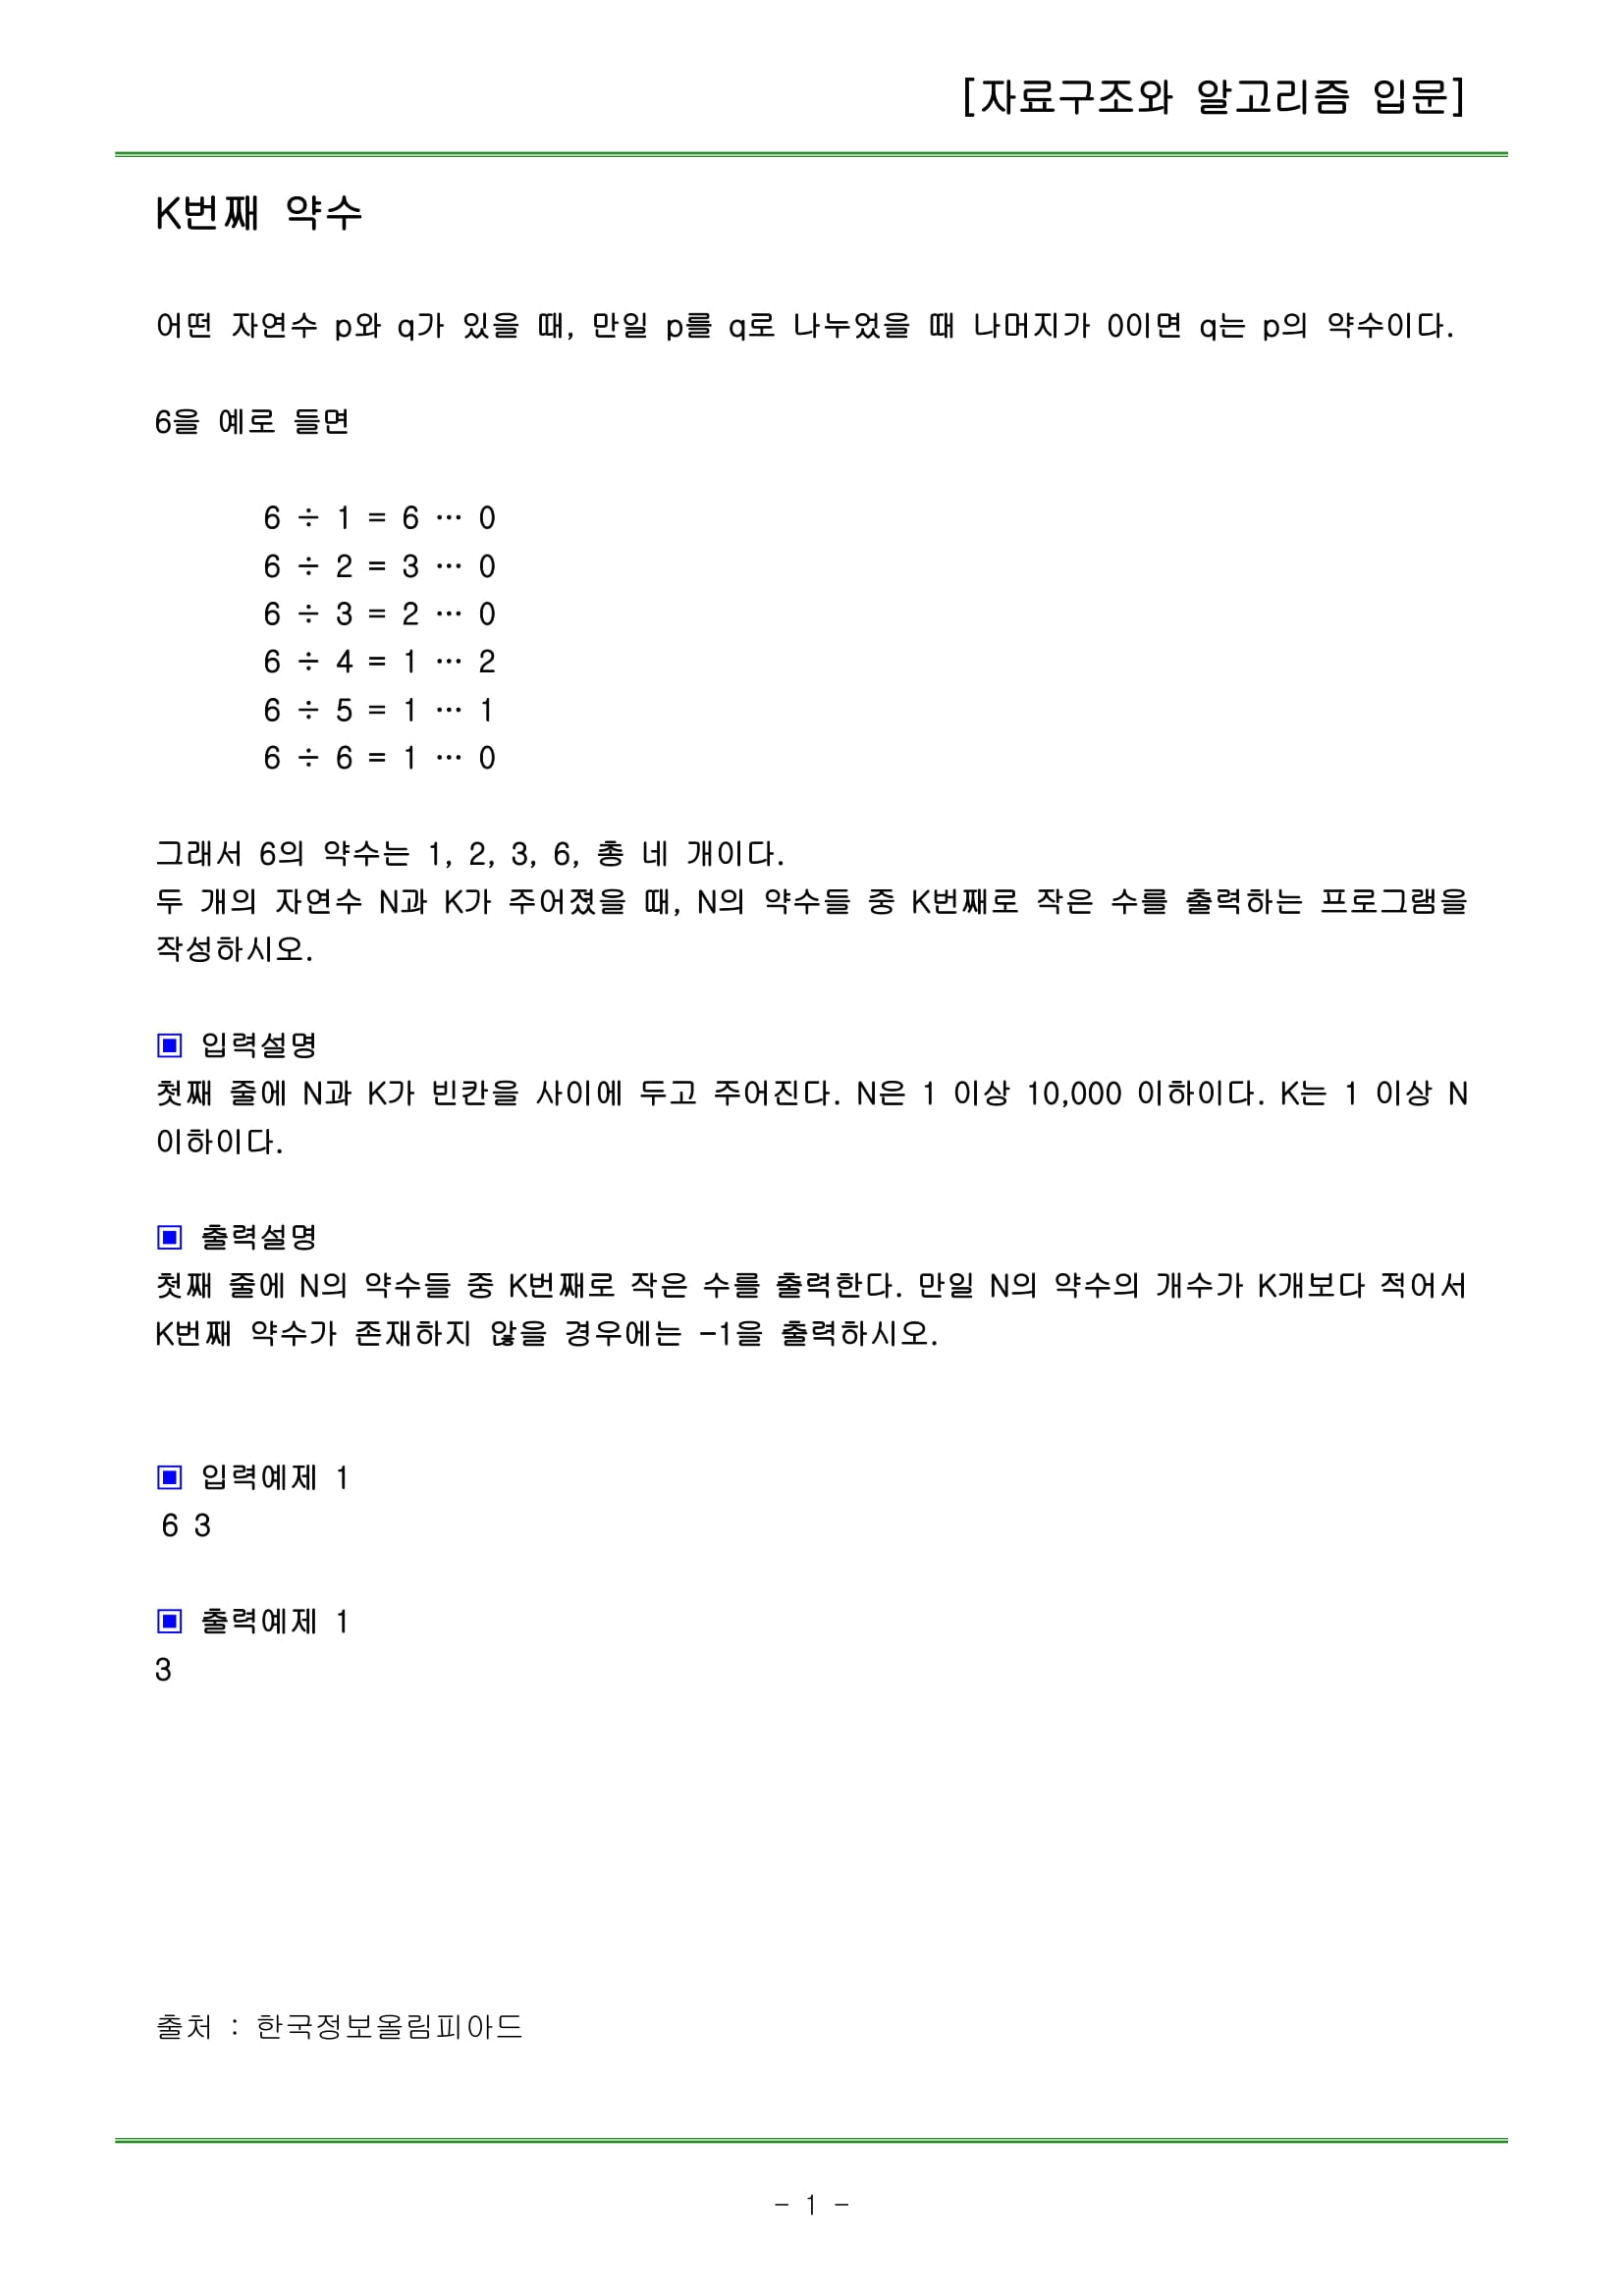 [자료구조와 알고리즘 입문]
K번째 약수
어떤 자연수 p와 q가 있을 때, 만일 p를 q로 나누었을 때 나머지가 0이면 q는 p의 약수이다.
6을 예로 들면
6 ÷ 1 = 6 … 0
6 ÷ 2 = 3 … 0
6 ÷ 3 = 2 … 0
6 ÷ 4 = 1 … 2
6 ÷ 5 = 1 … 1
6 ÷ 6 = 1 … 0
그래서 6의 약수는 1, 2, 3, 6, 총 네 개이다.
두 개의 자연수 N과 K가 주어졌을 때, N의 약수들 중 K번째로 작은 수를 출력하는 프로그램을
작성하시오.
▣ 입력설명
첫째 줄에 N과 K가 빈칸을 사이에 두고 주어진다. N은 1 이상 10,000 이하이다. K는 1 이상 N
이하이다.
▣ 출력설명
첫째 줄에 N의 약수들 중 K번째로 작은 수를 출력한다. 만일 N의 약수의 개수가 K개보다 적어서
K번째 약수가 존재하지 않을 경우에는 -1을 출력하시오.
▣ 입력예제 1
6 3
▣ 출력예제 1
3
출처 : 한국정보올림피아드
- 1 -